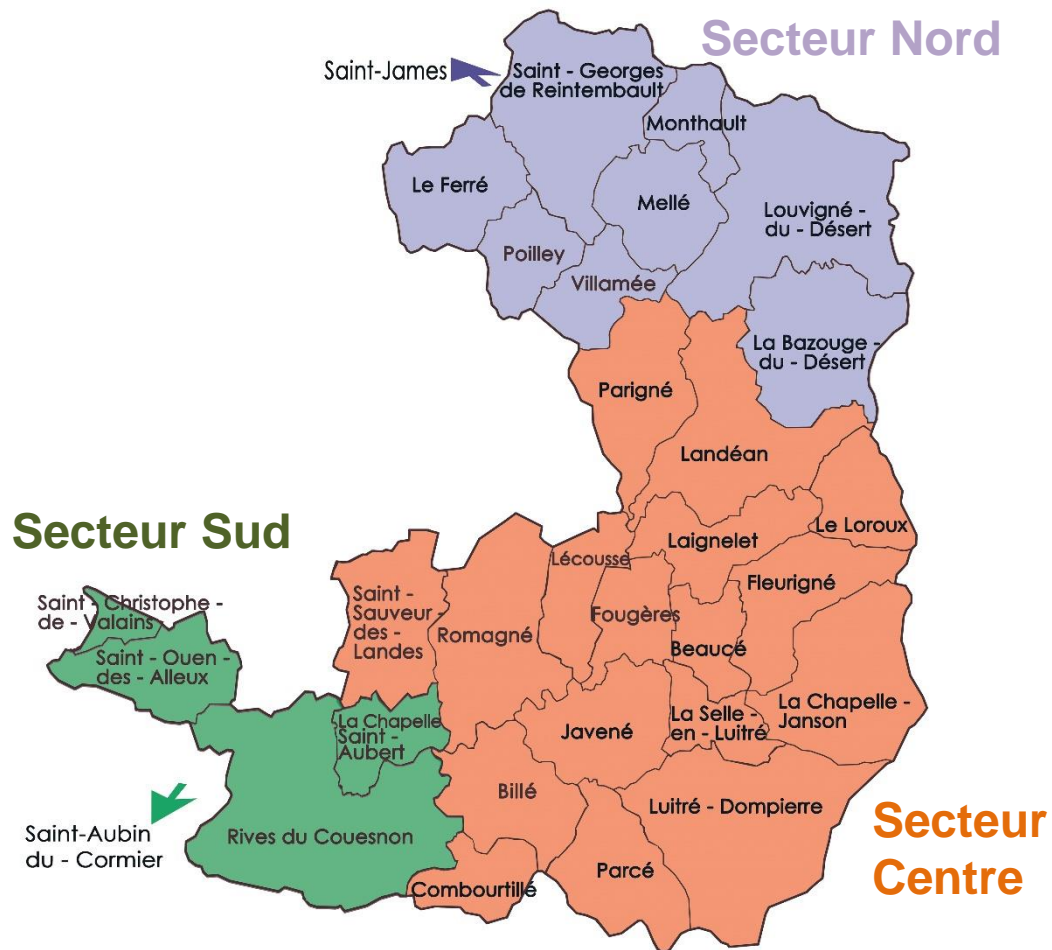 Secteur Nord
Saint-James
Saint - Georges
de Reintembault
Monthault
Le Ferré
Mellé
Louvigné -
du - Désert
Poilley
Villamée
La Bazouge -
du - Désert
Parigné
Landéan
Secteur Sud
Le Loroux
Laignelet
Lécousse
Fleurigné
Saint - Christophe -
de - Valains -
Saint -
Sauveur -
des -
Landes
Fougères
Romagné
Beaucé
Saint - Ouen -
des - Alleux
La Chapelle -
Janson
La Selle -
en - Luitré
La Chapelle
Saint -
Aubert
Javené
Billé
Luitré - Dompierre
Saint-Aubin
du - Cormier
Rives du Couesnon
Secteur
Centre
Parcé
Combourtillé